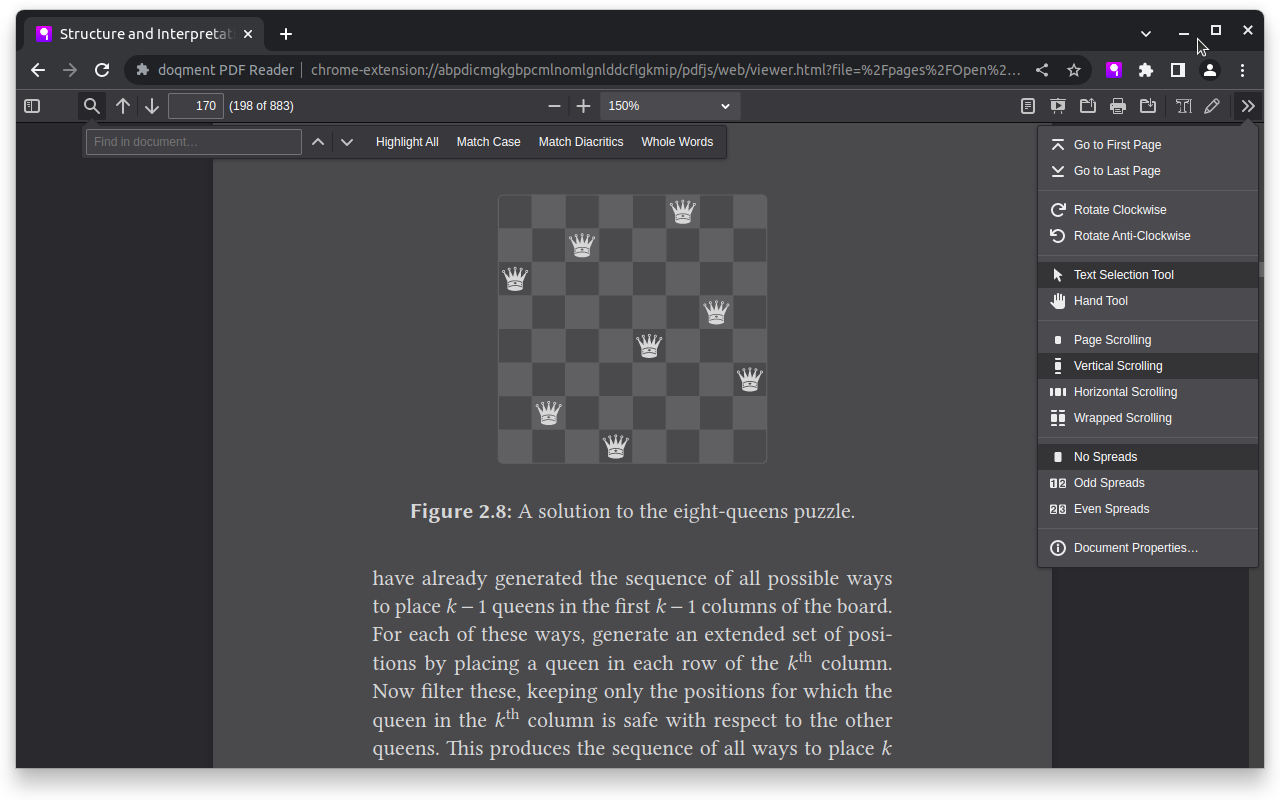 Structure and Interpretat
doqment PDF Reader
chrome-extension://abpdicmgkgbpcmlnomlgnlddcflgkmip/pdfjs/web/viewer.html?file=%2Fpages%2FOpen%2…
170 (198 of 883)
150%
Find in document…
Highlight All
Match Case
Match Diacritics
Whole Words
Go to First Page
Go to Last Page
Rotate Clockwise
Rotate Anti-Clockwise
Text Selection Tool
Hand Tool
Page Scrolling
Vertical Scrolling
Horizontal Scrolling
Wrapped Scrolling
No Spreads
Odd Spreads
Even Spreads
Document Properties…
Figure 2.8: A solution to the eight-queens puzzle.
have already generated the sequence of all possible ways
to place k − 1 queens in the first k − 1 columns of the board.
For each of these ways, generate an extended set of posi-
tions by placing a queen in each row of the kth column.
Now filter these, keeping only the positions for which the
queen in the kth column is safe with respect to the other
queens. This produces the sequence of all ways to place k